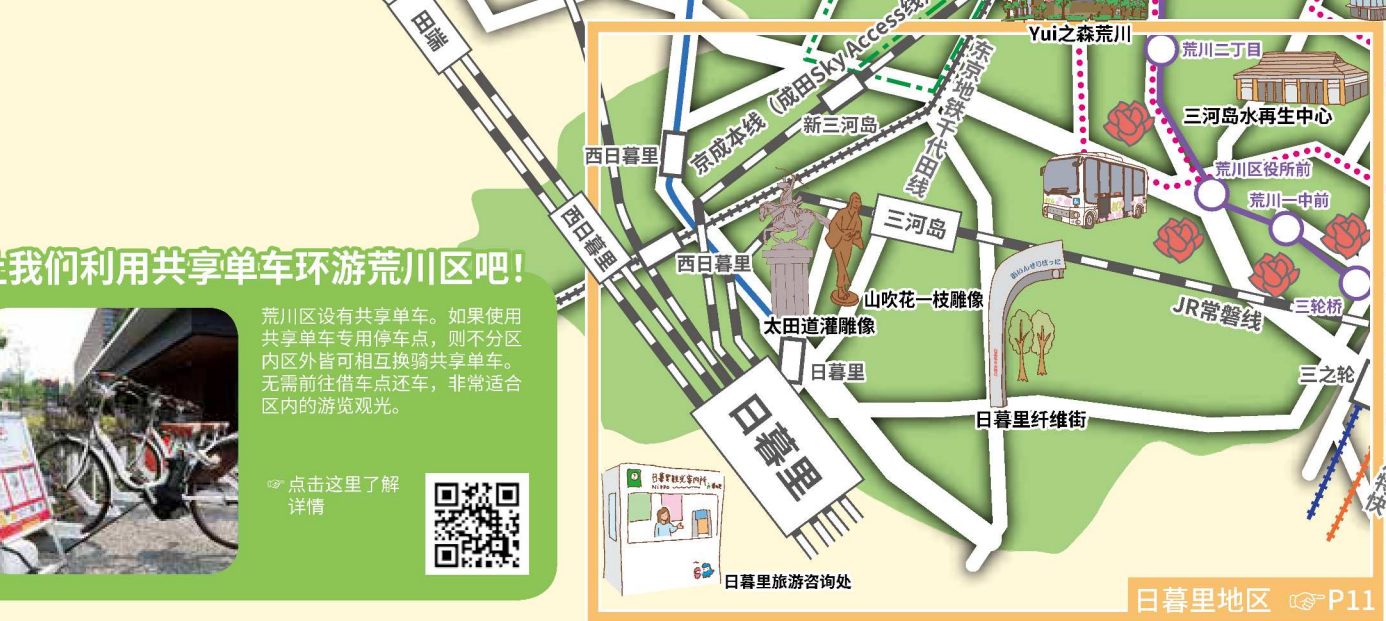 田端
我们利用共享单车环游荒川区吧！
荒川区设有共享单车。如果使用
共享单车专用停车点，则不分区
内区外皆可相互换骑共享单车。
无需前往借车点还车，非常适合
区内的游览观光。
☞点击这里了解
详情
Yui之森荒川
荒川二丁目
三河岛水再生中心
京成本线（成田Sky Access线）
东京地铁千代田线
新三河岛
西日暮里
西日暮里
西日暮里
荒川区役所前
荒川一中前
三河岛
山吹花一枝雕像
太田道灌雕像
JR常磐线
三轮桥
三之轮
日暮里
日暮里纤维街
日暮里
日暮里旅游咨询处
日暮里地区 ☞P11